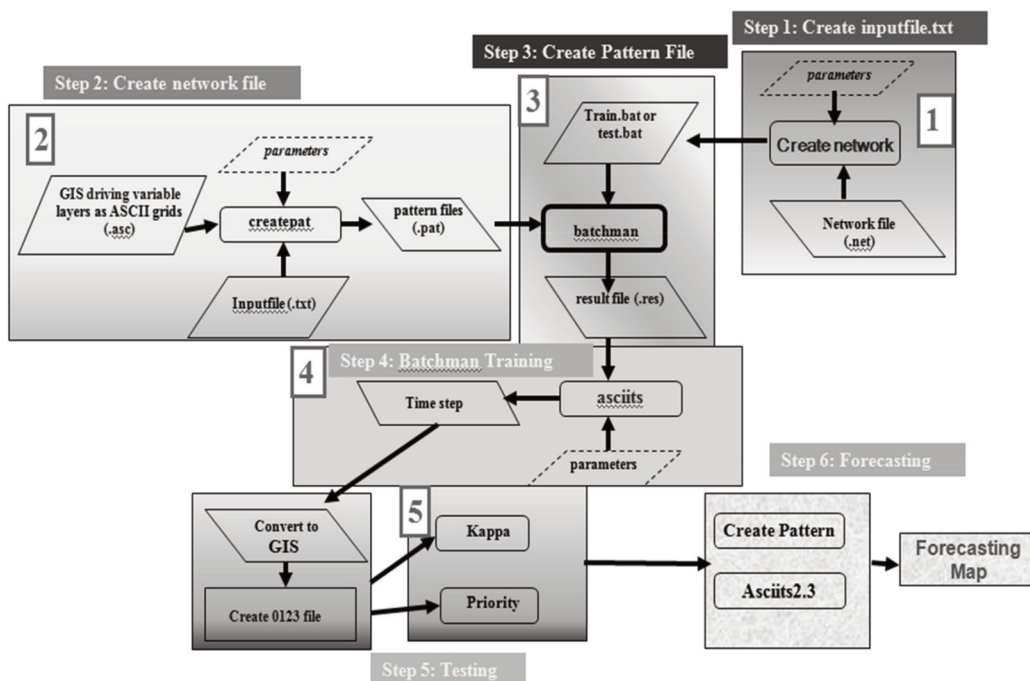 Step 1: Create inputfile.txt
parameters
1
Create network
Network file
(.net)
Step 2: Create network file
2
parameters
GIS driving variable
layers as ASCII grids
(.asc)
createpat
pattern files
(.pat)
Inputfile(.txt)
Step 3: Create Pattern File
3
Train.bat or
test.bat
batchman
result file (.res)
Step 4: Batchman Training
4
Time step
asciits
parameters
5
Convert to
GIS
Create 0123 file
Kappa
Priority
Step 5: Testing
Step 6: Forecasting
Create Pattern
Asciits2.3
Forecasting
Map